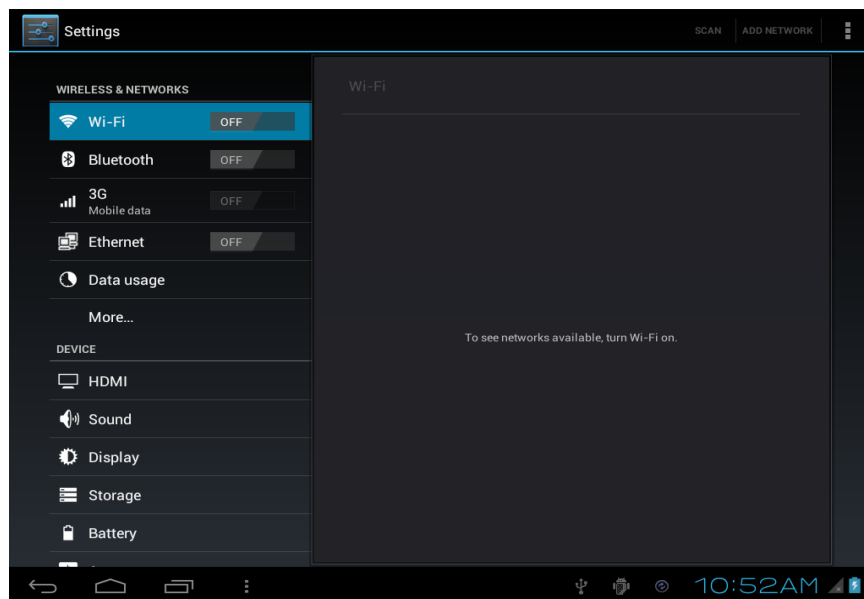 Settings
SCAN
ADD NETWORK
WIRELESS & NETWORKS
Wi-Fi
OFF
Bluetooth
OFF
3G
Mobile data
OFF
Ethernet
OFF
Data usage
More...
DEVICE
HDMI
Sound
Display
Storage
Battery
Wi-Fi
To see networks available, turn Wi-Fi on.
10:52AM